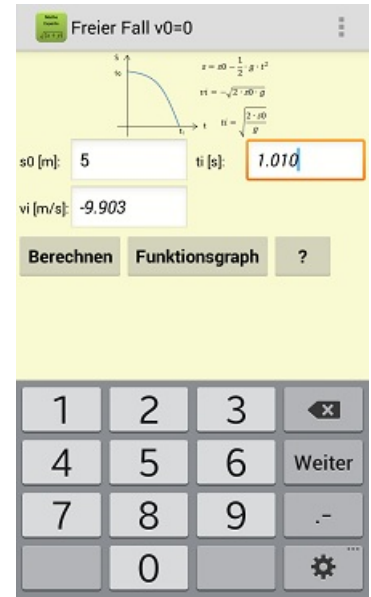 Freier Fall v0=0
s
s0
ti
t
s = s0 − 1/2 · g · t²
vi = −√2 · s0 · g
ti = √2 · s0 / g
s0 [m]: 5 ti [s]: 1.010
vi [m/s]: -9.903
Berechnen Funktionsgraph ?
1 2 3
4 5 6 Weiter
7 8 9 .-
0